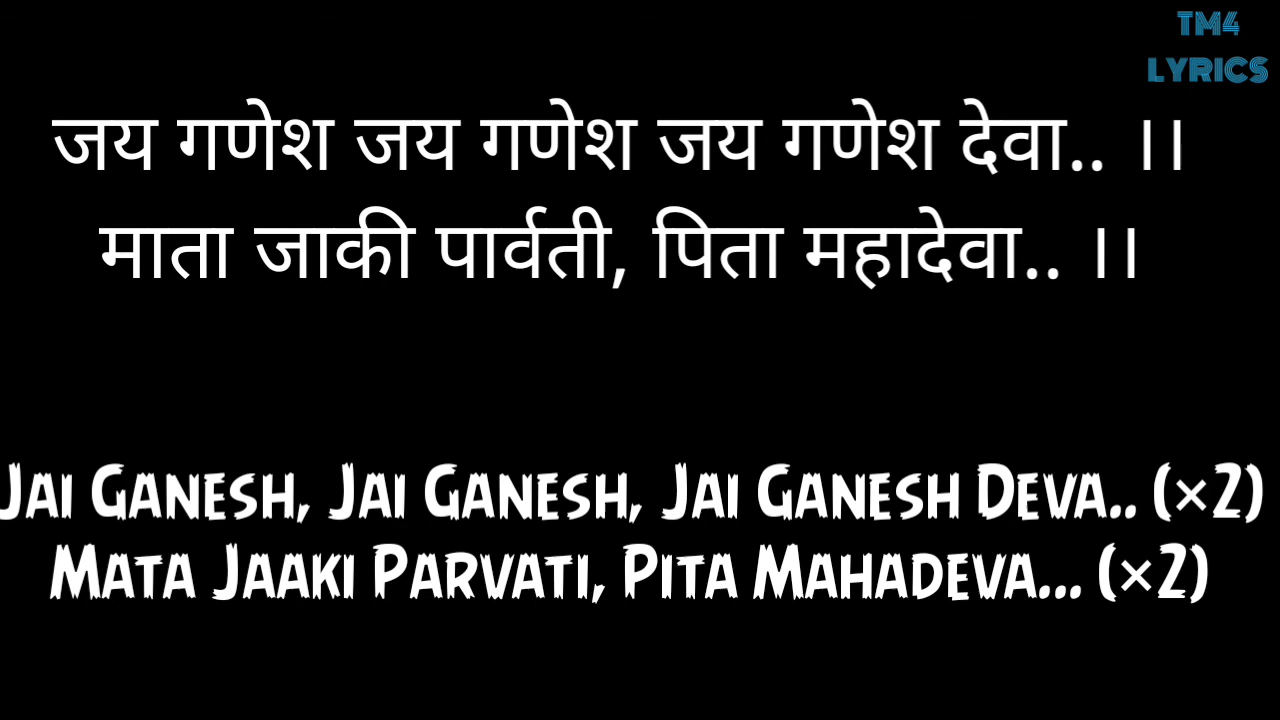 TM4
LYRICS
जय गणेश जय गणेश जय गणेश देवा.. ।।
माता जाकी पार्वती, पिता महादेवा.. ।।
Jai Ganesh, Jai Ganesh, Jai Ganesh Deva.. (×2)
Mata Jaaki Parvati, Pita Mahadeva... (×2)